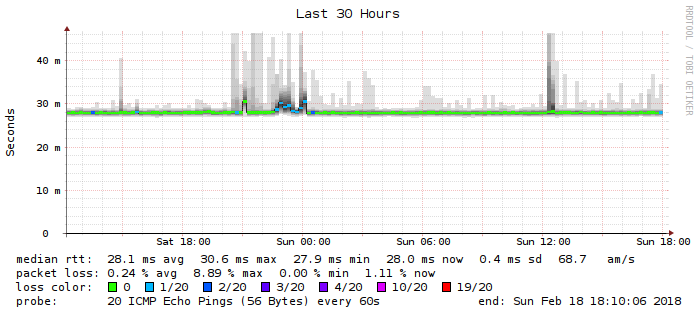 Last 30 Hours
RRDTOOL / TOBI OETIKER
Seconds
40 m
30 m
20 m
10 m
0
Sat 18:00 Sun 00:00 Sun 06:00 Sun 12:00 Sun 18:00
median rtt: 28.1 ms avg 30.6 ms max 27.9 ms min 28.0 ms now 0.4 ms sd 68.7 am/s
packet loss: 0.24 % avg 8.89 % max 0.00 % min 1.11 % now
loss color: 0 1/20 2/20 3/20 4/20 10/20 19/20
probe: 20 ICMP Echo Pings (56 Bytes) every 60s end: Sun Feb 18 18:10:06 2018